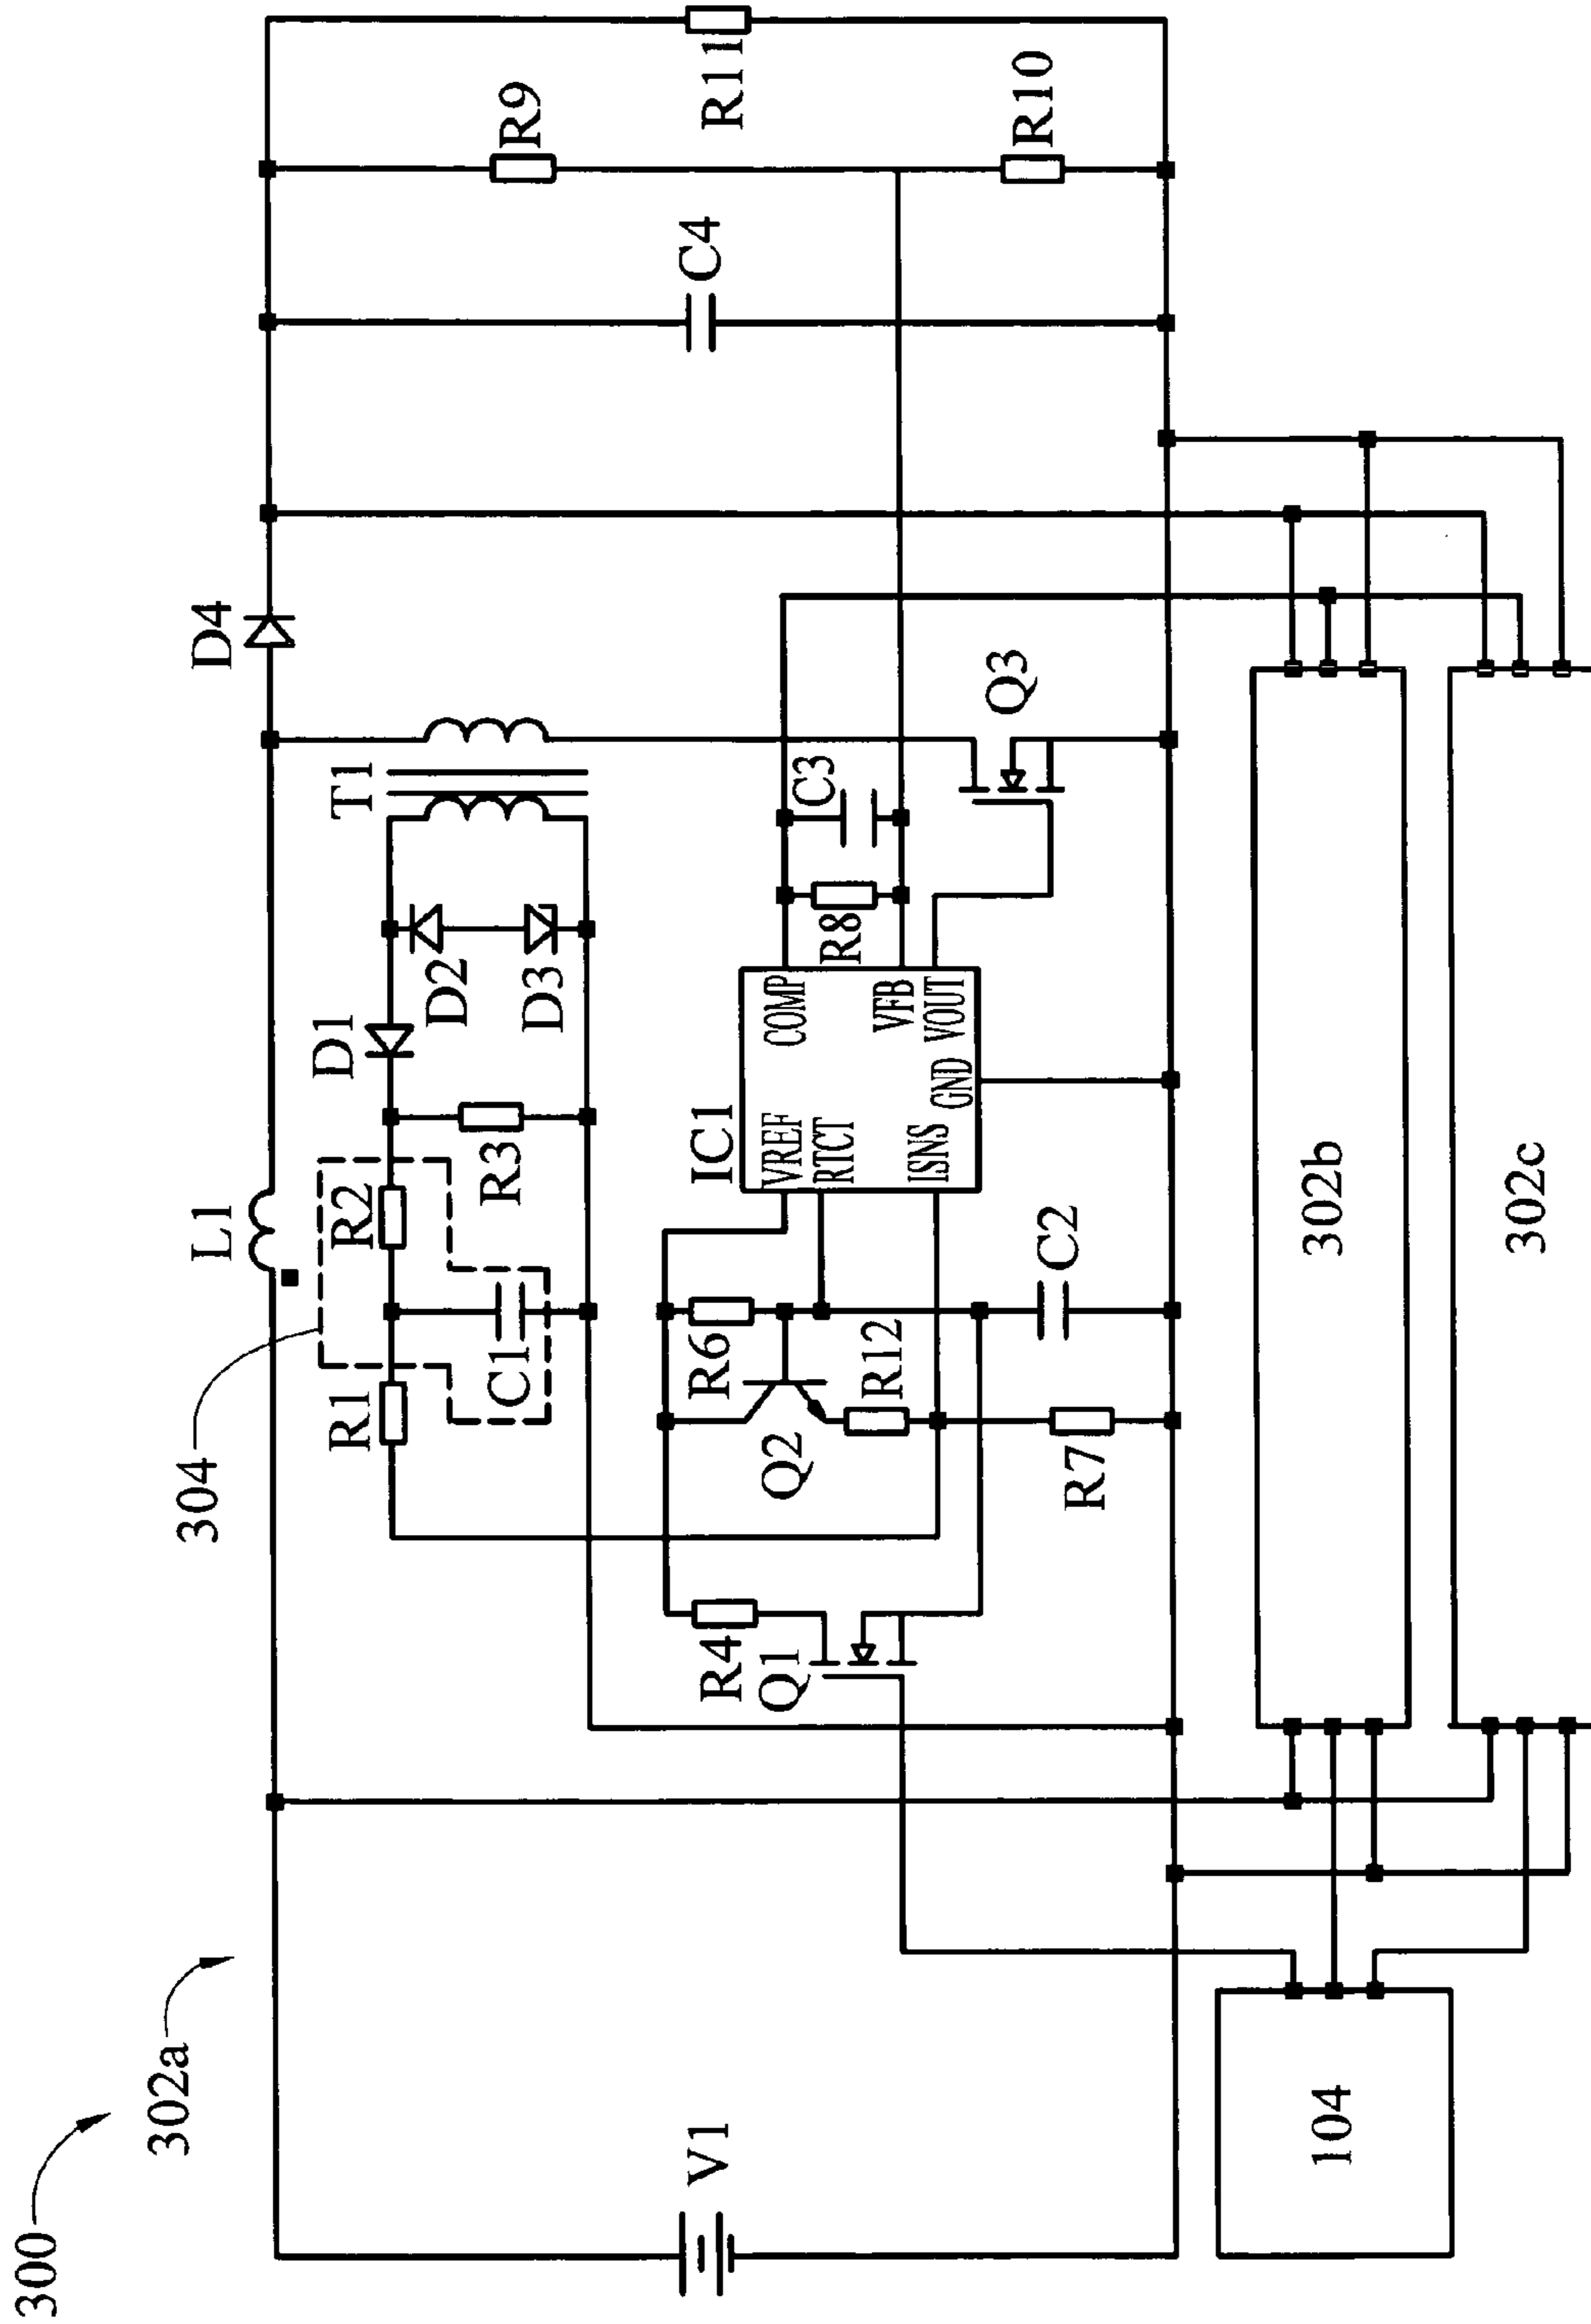 300
302a
304
L1
D4
R1
R2
D1
T1
C1
R3
D2
D3
V1
R4
Q1
R6
Q2
R12
R7
C2
IC1
VREF
RTCT
ISNS
GND
COMP
VFB
VOUT
R8
C3
Q3
C4
R9
R10
R11
104
302b
302c